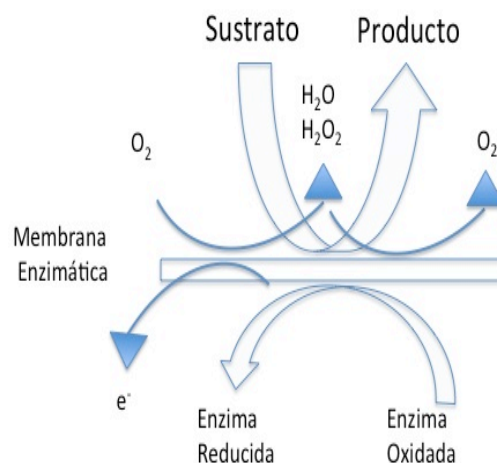 Sustrato
Producto
H₂O
H₂O₂
O₂
O₂
Membrana
Enzimática
e⁻
Enzima
Reducida
Enzima
Oxidada